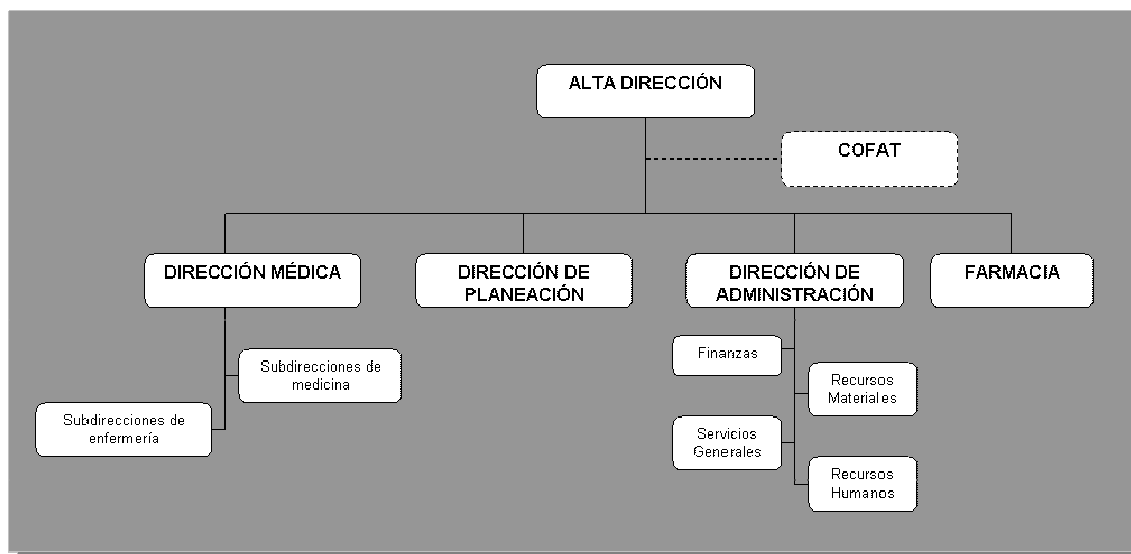 ALTA DIRECCIÓN
COFAT
DIRECCIÓN MÉDICA
DIRECCIÓN DE
PLANEACIÓN
DIRECCIÓN DE
ADMINISTRACIÓN
FARMACIA
Subdirecciones de
medicina
Subdirecciones de
enfermería
Finanzas
Recursos
Materiales
Servicios
Generales
Recursos
Humanos